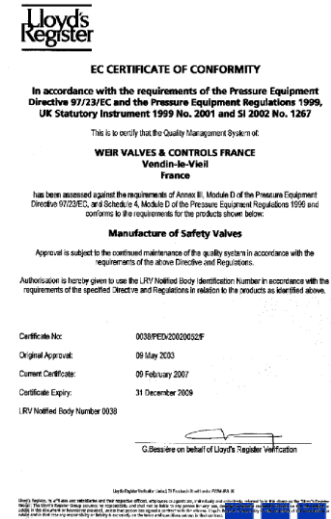 Lloyd's
Register
EC CERTIFICATE OF CONFORMITY
In accordance with the requirements of the Pressure Equipment
Directive 97/23/EC and the Pressure Equipment Regulations 1999,
UK Statutory Instrument 1999 No. 2001 and SI 2002 No. 1267
This is to certify that the Quality Management System of:
WEIR VALVES & CONTROLS FRANCE
Vendin-le-Vieil
France
has been assessed against the requirements of Annex III, Module D of the Pressure Equipment
Directive 97/23/EC, and Schedule 4, Module D of the Pressure Equipment Regulations 1999 and
conforms to the requirements for the products shown below:
Manufacture of Safety Valves
Approval is subject to the continued maintenance of the quality system in accordance with the
requirements of the above Directive and Regulations.
Authorisation is hereby given to use the LRV Notified Body Identification Number in accordance with the
requirements of the specified Directive and Regulations in relation to the products as identified above.
Certificate No: 0038/PED/20020052/F
Original Approval: 09 May 2003
Current Certificate: 09 February 2007
Certificate Expiry: 31 December 2009
LRV Notified Body Number 0038
G.Bessière on behalf of Lloyd's Register Verification